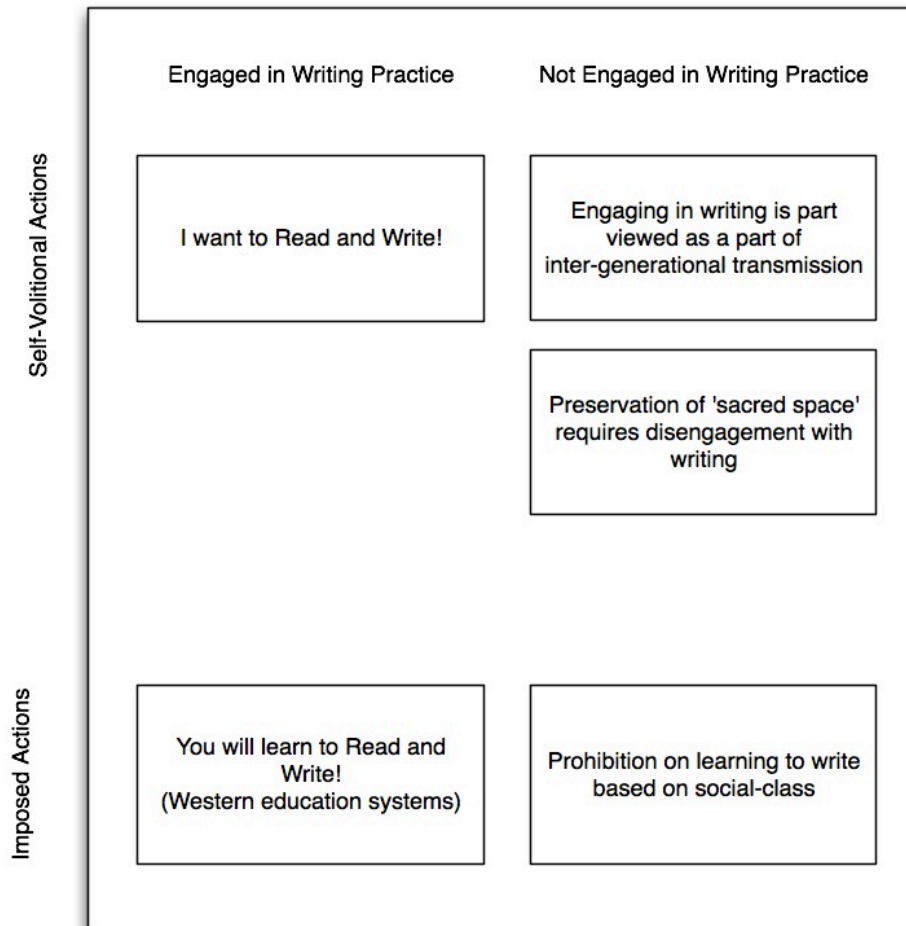 Engaged in Writing Practice
Not Engaged in Writing Practice
Self-Volitional Actions
I want to Read and Write!
Engaging in writing is part
viewed as a part of
inter-generational transmission
Preservation of 'sacred space'
requires disengagement with
writing
Imposed Actions
You will learn to Read and
Write!
(Western education systems)
Prohibition on learning to write
based on social-class